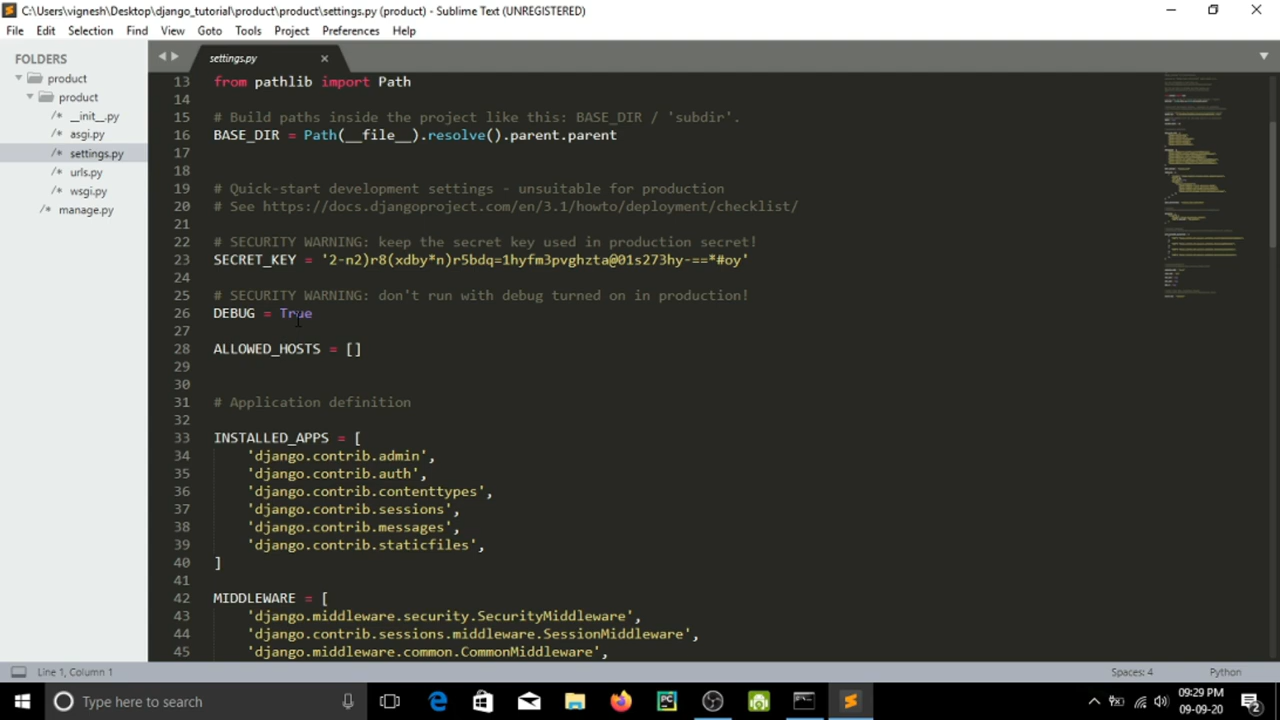 C:\Users\vignesh\Desktop\django_tutorial\product\product\settings.py (product) - Sublime Text (UNREGISTERED)
File Edit Selection Find View Goto Tools Project Preferences Help
FOLDERS
product
product
/* __init__.py
/* asgi.py
/* settings.py
/* urls.py
/* wsgi.py
/* manage.py
settings.py
13 from pathlib import Path
14
15 # Build paths inside the project like this: BASE_DIR / 'subdir'.
16 BASE_DIR = Path(__file__).resolve().parent.parent
17
18
19 # Quick-start development settings - unsuitable for production
20 # See https://docs.djangoproject.com/en/3.1/howto/deployment/checklist/
21
22 # SECURITY WARNING: keep the secret key used in production secret!
23 SECRET_KEY = '2-n2)r8(xdby*n)r5bdq=1hyfm3pvghzta@01s273hy-==*#oy'
24
25 # SECURITY WARNING: don't run with debug turned on in production!
26 DEBUG = True
27
28 ALLOWED_HOSTS = []
29
30
31 # Application definition
32
33 INSTALLED_APPS = [
34 'django.contrib.admin',
35 'django.contrib.auth',
36 'django.contrib.contenttypes',
37 'django.contrib.sessions',
38 'django.contrib.messages',
39 'django.contrib.staticfiles',
40 ]
41
42 MIDDLEWARE = [
43 'django.middleware.security.SecurityMiddleware',
44 'django.contrib.sessions.middleware.SessionMiddleware',
45 'django.middleware.common.CommonMiddleware',
Line 1, Column 1
Spaces: 4
Python
Type here to search
09:29 PM
09-09-20
2